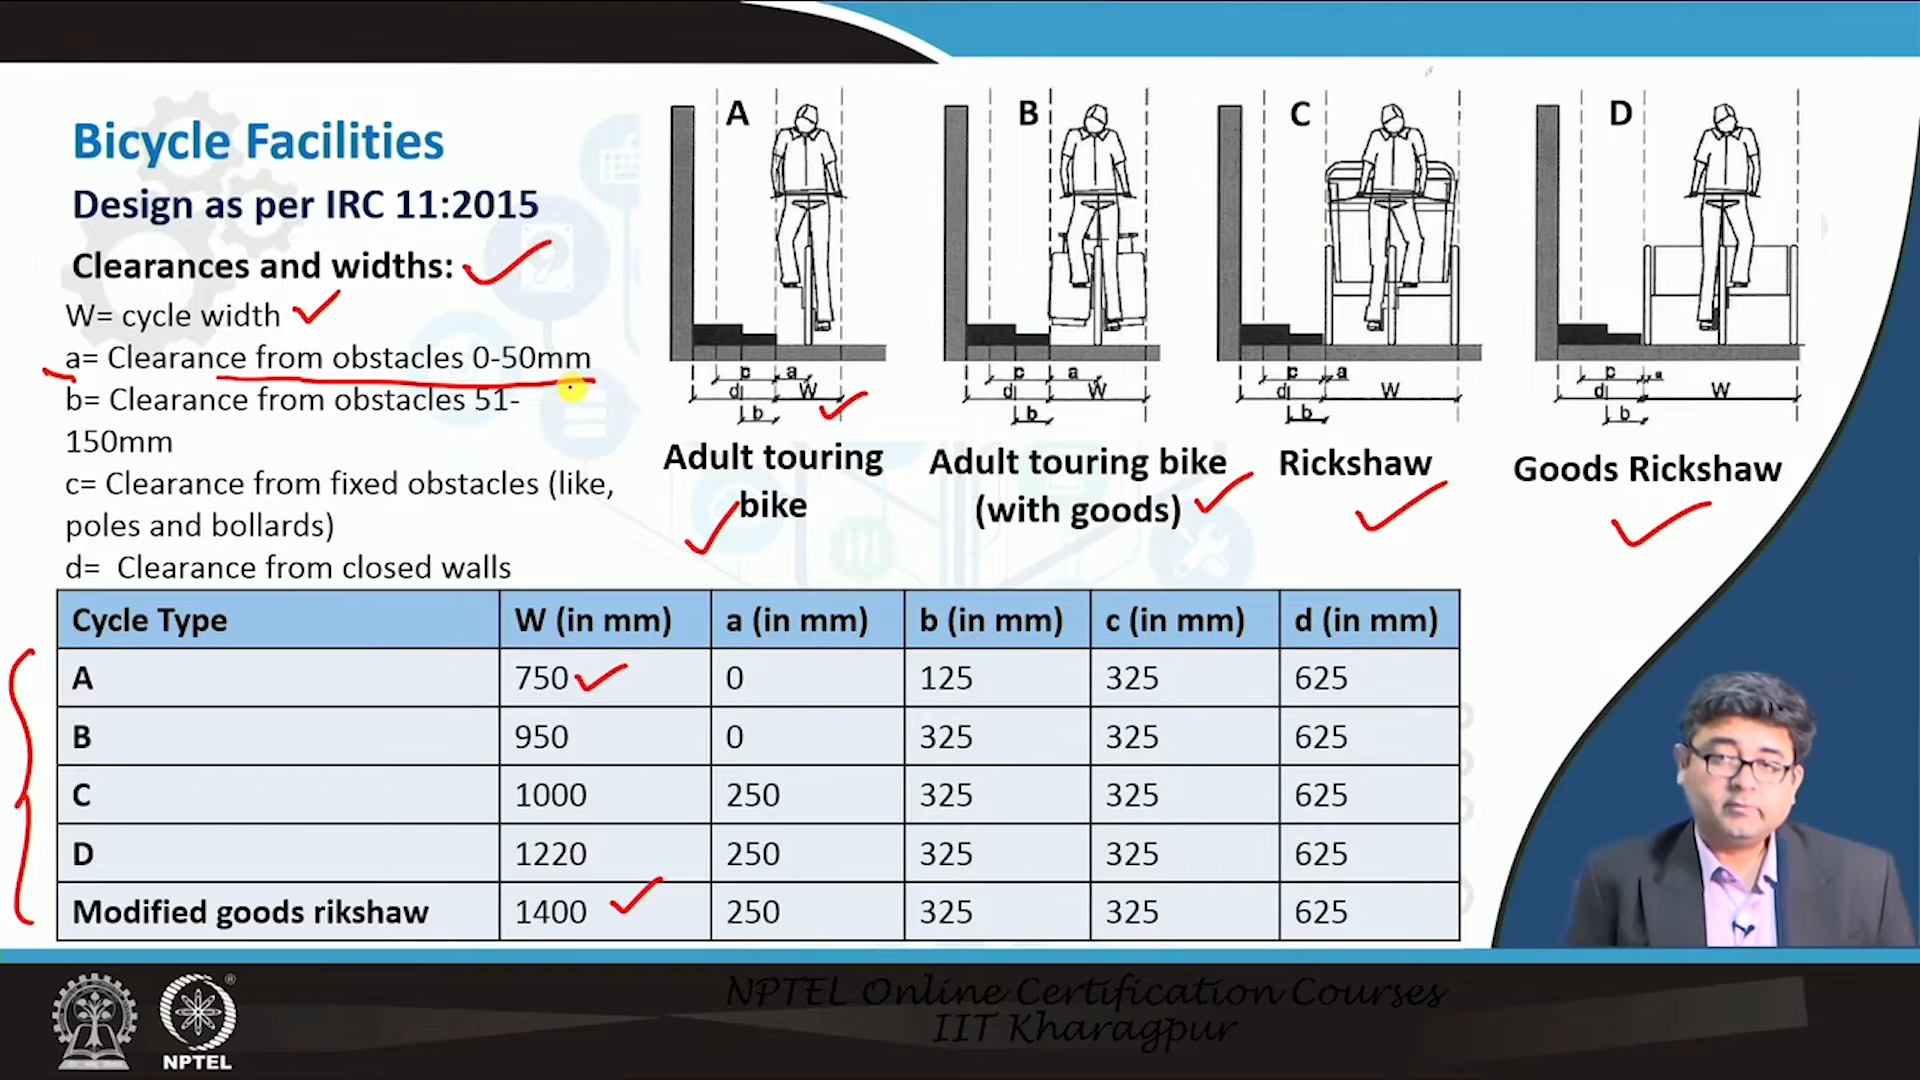 Bicycle Facilities
Design as per IRC 11:2015
Clearances and widths:
W= cycle width
a= Clearance from obstacles 0-50mm
b= Clearance from obstacles 51-
150mm
c= Clearance from fixed obstacles (like,
poles and bollards)
d= Clearance from closed walls
A
c a
d W
b
Adult touring
bike
B
c a
d W
b
Adult touring bike
(with goods)
C
c a
d W
b
Rickshaw
D
c a
d W
b
Goods Rickshaw
Cycle Type W (in mm) a (in mm) b (in mm) c (in mm) d (in mm)
A 750 0 125 325 625
B 950 0 325 325 625
C 1000 250 325 325 625
D 1220 250 325 325 625
Modified goods rikshaw 1400 250 325 325 625
NPTEL Online Certification Courses
IIT Kharagpur
NPTEL
®